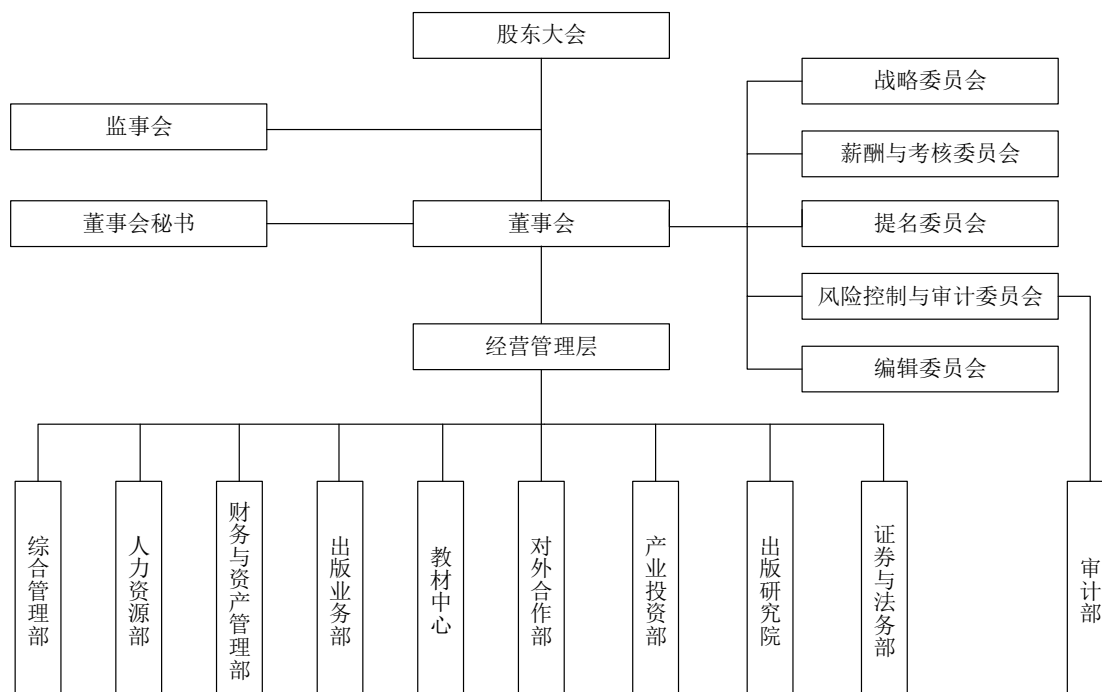 股东大会
战略委员会
监事会
薪酬与考核委员会
董事会秘书
董事会
提名委员会
风险控制与审计委员会
经营管理层
编辑委员会
综合管理部
人力资源部
财务与资产管理部
出版业务部
教材中心
对外合作部
产业投资部
出版研究院
证券与法务部
审计部